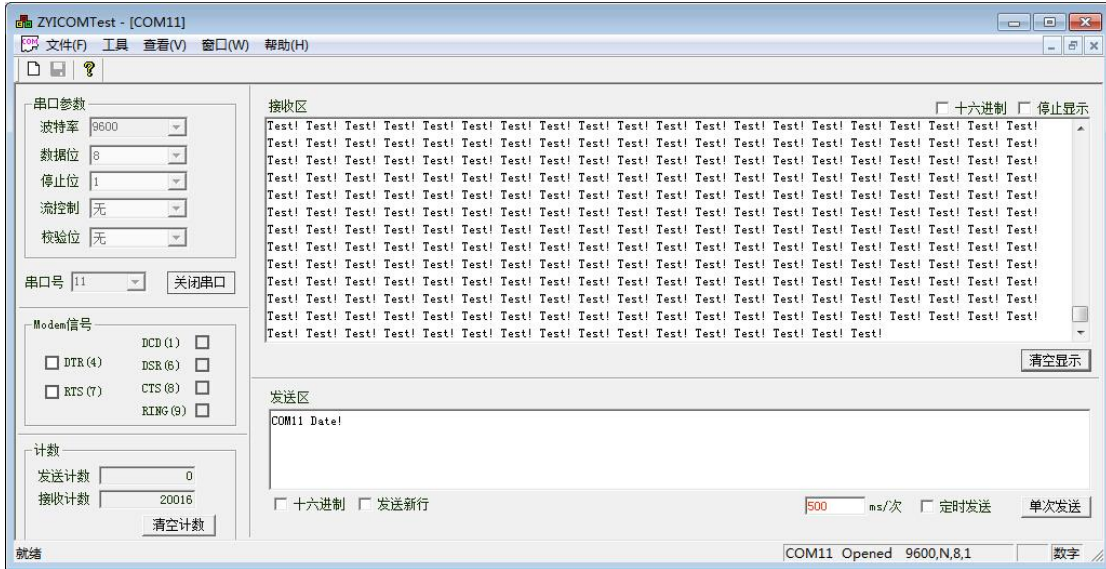 ZYICOMTest - [COM11]
COM 文件(F) 工具 查看(V) 窗口(W) 帮助(H)
串口参数
波特率 9600
数据位 8
停止位 1
流控制 无
校验位 无
串口号 11 关闭串口
Modem信号
DCD(1)
DTR(4) DSR(6)
RTS(7) CTS(8)
RING(9)
计数
发送计数 0
接收计数 20016
清空计数
接收区 十六进制 停止显示
Test! Test! Test! Test! Test! Test! Test! Test! Test! Test! Test! Test! Test! Test! Test! Test! Test! Test! Test! Test!
Test! Test! Test! Test! Test! Test! Test! Test! Test! Test! Test! Test! Test! Test! Test! Test! Test! Test! Test! Test!
Test! Test! Test! Test! Test! Test! Test! Test! Test! Test! Test! Test! Test! Test! Test! Test! Test! Test! Test! Test!
Test! Test! Test! Test! Test! Test! Test! Test! Test! Test! Test! Test! Test! Test! Test! Test! Test! Test! Test! Test!
Test! Test! Test! Test! Test! Test! Test! Test! Test! Test! Test! Test! Test! Test! Test! Test! Test! Test! Test! Test!
Test! Test! Test! Test! Test! Test! Test! Test! Test! Test! Test! Test! Test! Test! Test! Test! Test! Test! Test! Test!
Test! Test! Test! Test! Test! Test! Test! Test! Test! Test! Test! Test! Test! Test! Test! Test! Test! Test! Test! Test!
Test! Test! Test! Test! Test! Test! Test! Test! Test! Test! Test! Test! Test! Test! Test! Test! Test! Test! Test! Test!
Test! Test! Test! Test! Test! Test! Test! Test! Test! Test! Test! Test! Test! Test! Test! Test! Test! Test! Test! Test!
Test! Test! Test! Test! Test! Test! Test! Test! Test! Test! Test! Test! Test! Test! Test! Test! Test! Test! Test! Test!
Test! Test! Test! Test! Test! Test! Test! Test! Test! Test! Test! Test! Test! Test! Test! Test! Test! Test! Test! Test!
Test! Test! Test! Test! Test! Test! Test! Test! Test! Test! Test! Test! Test! Test! Test! Test! Test! Test! Test! Test!
Test! Test! Test! Test! Test! Test! Test! Test! Test! Test! Test! Test! Test! Test! Test! Test!
清空显示
发送区
COM11 Date!
十六进制 发送新行 500 ms/次 定时发送 单次发送
就绪 COM11 Opened 9600,N,8,1 数字